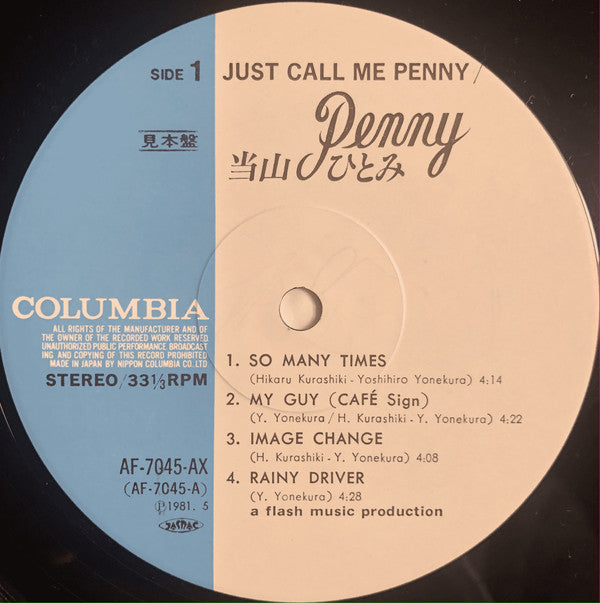 SIDE 1
JUST CALL ME PENNY/
Penny
当山ひとみ
見本盤
COLUMBIA
ALL RIGHTS OF THE MANUFACTURER AND OF
THE OWNER OF THE RECORDED WORK RESERVED.
UNAUTHORIZED PUBLIC PERFORMANCE BROADCAST
ING AND COPYING OF THIS RECORD PROHIBITED
MADE IN JAPAN BY NIPPON COLUMBIA CO. LTD
STEREO/33⅓RPM
AF-7045-AX
(AF-7045-A)
Ⓟ1981. 5
JASRAC
1. SO MANY TIMES
(Hikaru Kurashiki - Yoshihiro Yonekura) 4:14
2. MY GUY (CAFÉ Sign)
(Y. Yonekura / H. Kurashiki - Y. Yonekura) 4:22
3. IMAGE CHANGE
(H. Kurashiki - Y. Yonekura) 4:08
4. RAINY DRIVER
(Y. Yonekura) 4:28
a flash music production